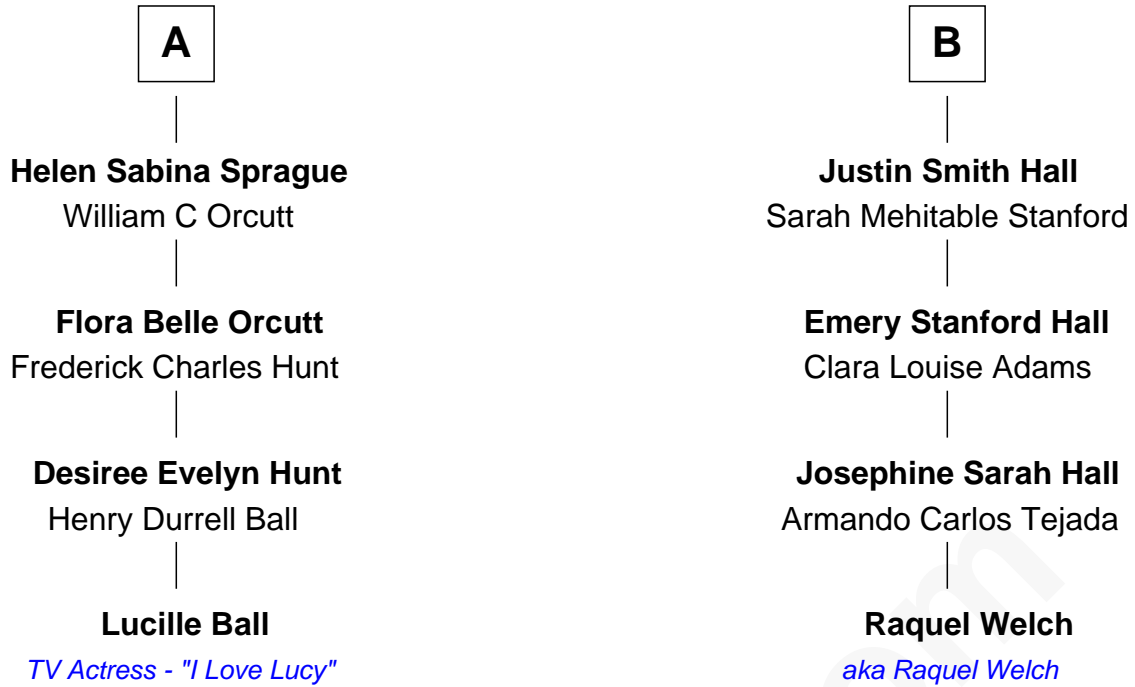 A
Helen Sabina Sprague
William C Orcutt
Flora Belle Orcutt
Frederick Charles Hunt
Desiree Evelyn Hunt
Henry Durrell Ball
Lucille Ball
TV Actress - "I Love Lucy"
B
Justin Smith Hall
Sarah Mehitable Stanford
Emery Stanford Hall
Clara Louise Adams
Josephine Sarah Hall
Armando Carlos Tejada
Raquel Welch
aka Raquel Welch